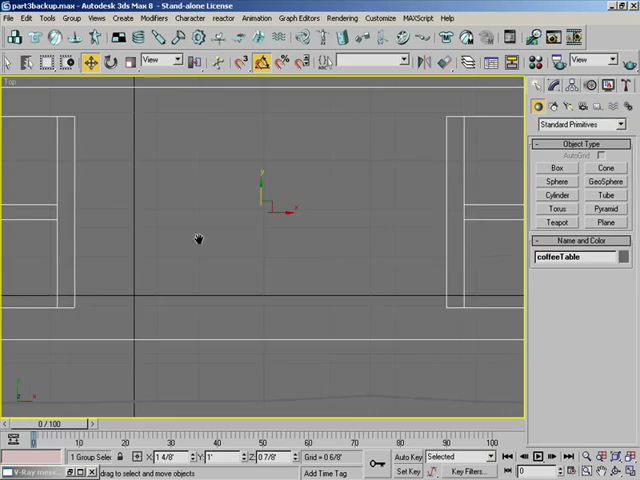 part3backup.max - Autodesk 3ds Max 8 - Stand-alone License
File Edit Tools Group Views Create Modifiers Character reactor Animation Graph Editors Rendering Customize MAXScript Help
View View
Top
y
x
Standard Primitives
- Object Type
AutoGrid
Box Cone
Sphere GeoSphere
Cylinder Tube
Torus Pyramid
Teapot Plane
- Name and Color
coffeeTable
z x
0 / 100
0 10 20 30 40 50 60 70 80 90 100
1 Group Selec X: 1 4/8' Y: 1' Z: 0 7/8' Grid = 0 6/8' Auto Key Selected
V-Ray mess... drag to select and move objects Add Time Tag Set Key Key Filters... 0